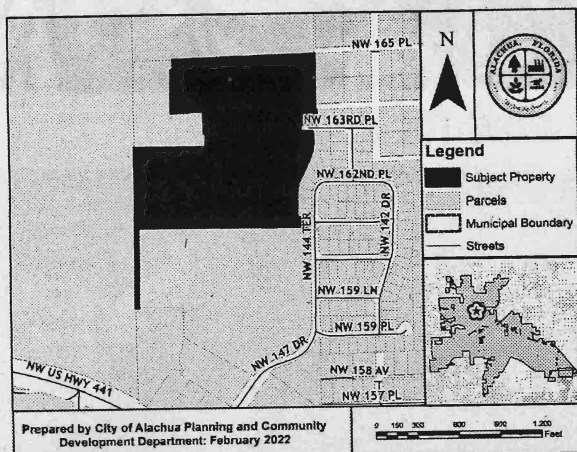 NW 165 PL
NW 163RD PL
NW 162ND PL
NW 144 TER
NW 142 DR
NW 159 LN
NW 159 PL
NW 147 DR
NW 158 AV
NW 157 PL
NW US HWY 441
N
ALACHUA, FLORIDA
Legend
Subject Property
Parcels
Municipal Boundary
Streets
Prepared by City of Alachua Planning and Community
Development Department: February 2022
0 150 300 600 900 1,200
Feet